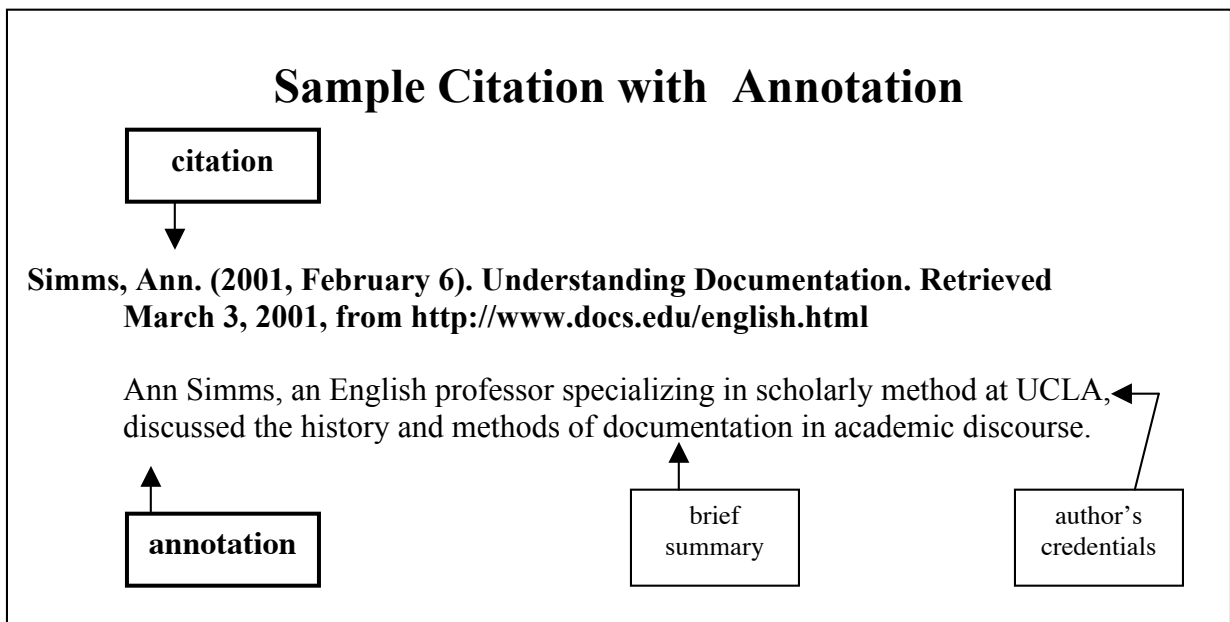 Sample Citation with Annotation
citation
Simms, Ann. (2001, February 6). Understanding Documentation. Retrieved
March 3, 2001, from http://www.docs.edu/english.html
Ann Simms, an English professor specializing in scholarly method at UCLA,
discussed the history and methods of documentation in academic discourse.
annotation
brief
summary
author’s
credentials